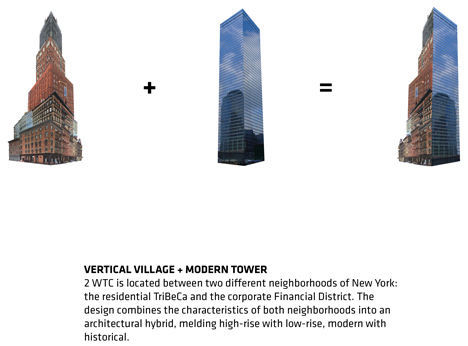 + =
VERTICAL VILLAGE + MODERN TOWER
2 WTC is located between two different neighborhoods of New York:
the residential TriBeCa and the corporate Financial District. The
design combines the characteristics of both neighborhoods into an
architectural hybrid, melding high-rise with low-rise, modern with
historical.